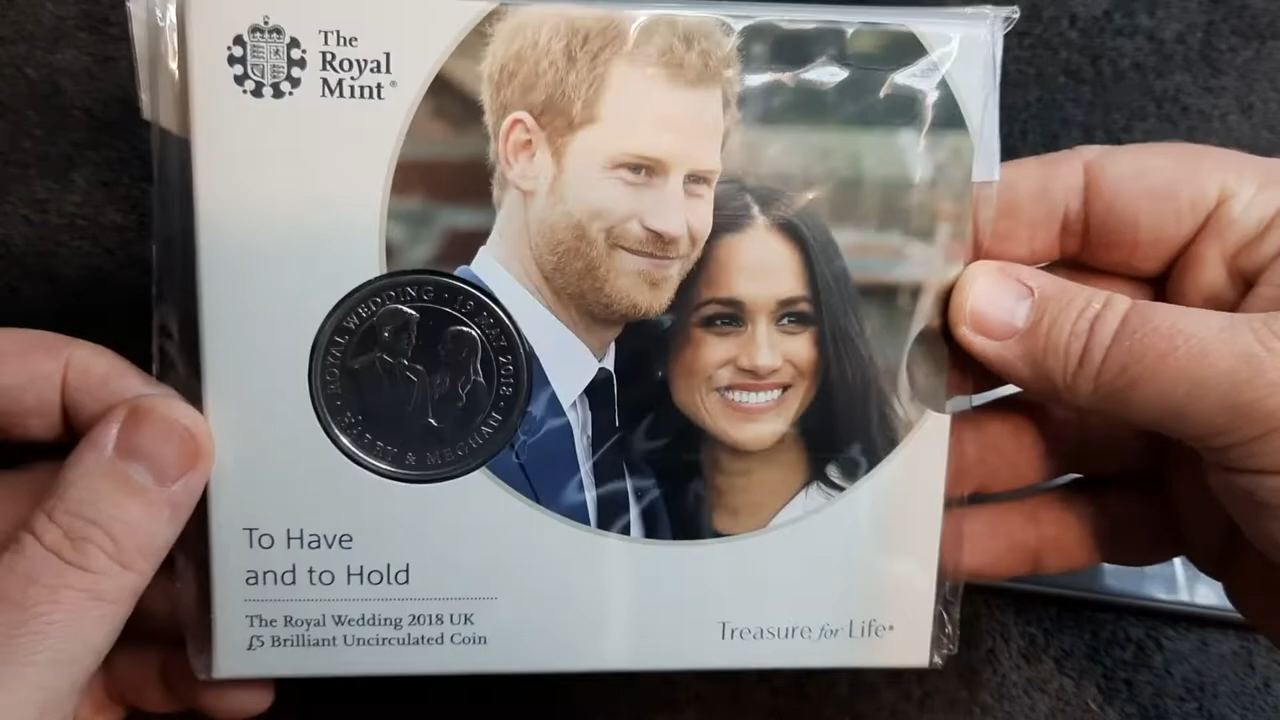 The
Royal
Mint®
· ROYAL WEDDING · 19 MAY 2018 ·
HARRY & MEGHAN
To Have
and to Hold
The Royal Wedding 2018 UK
£5 Brilliant Uncirculated Coin
Treasure for Life®